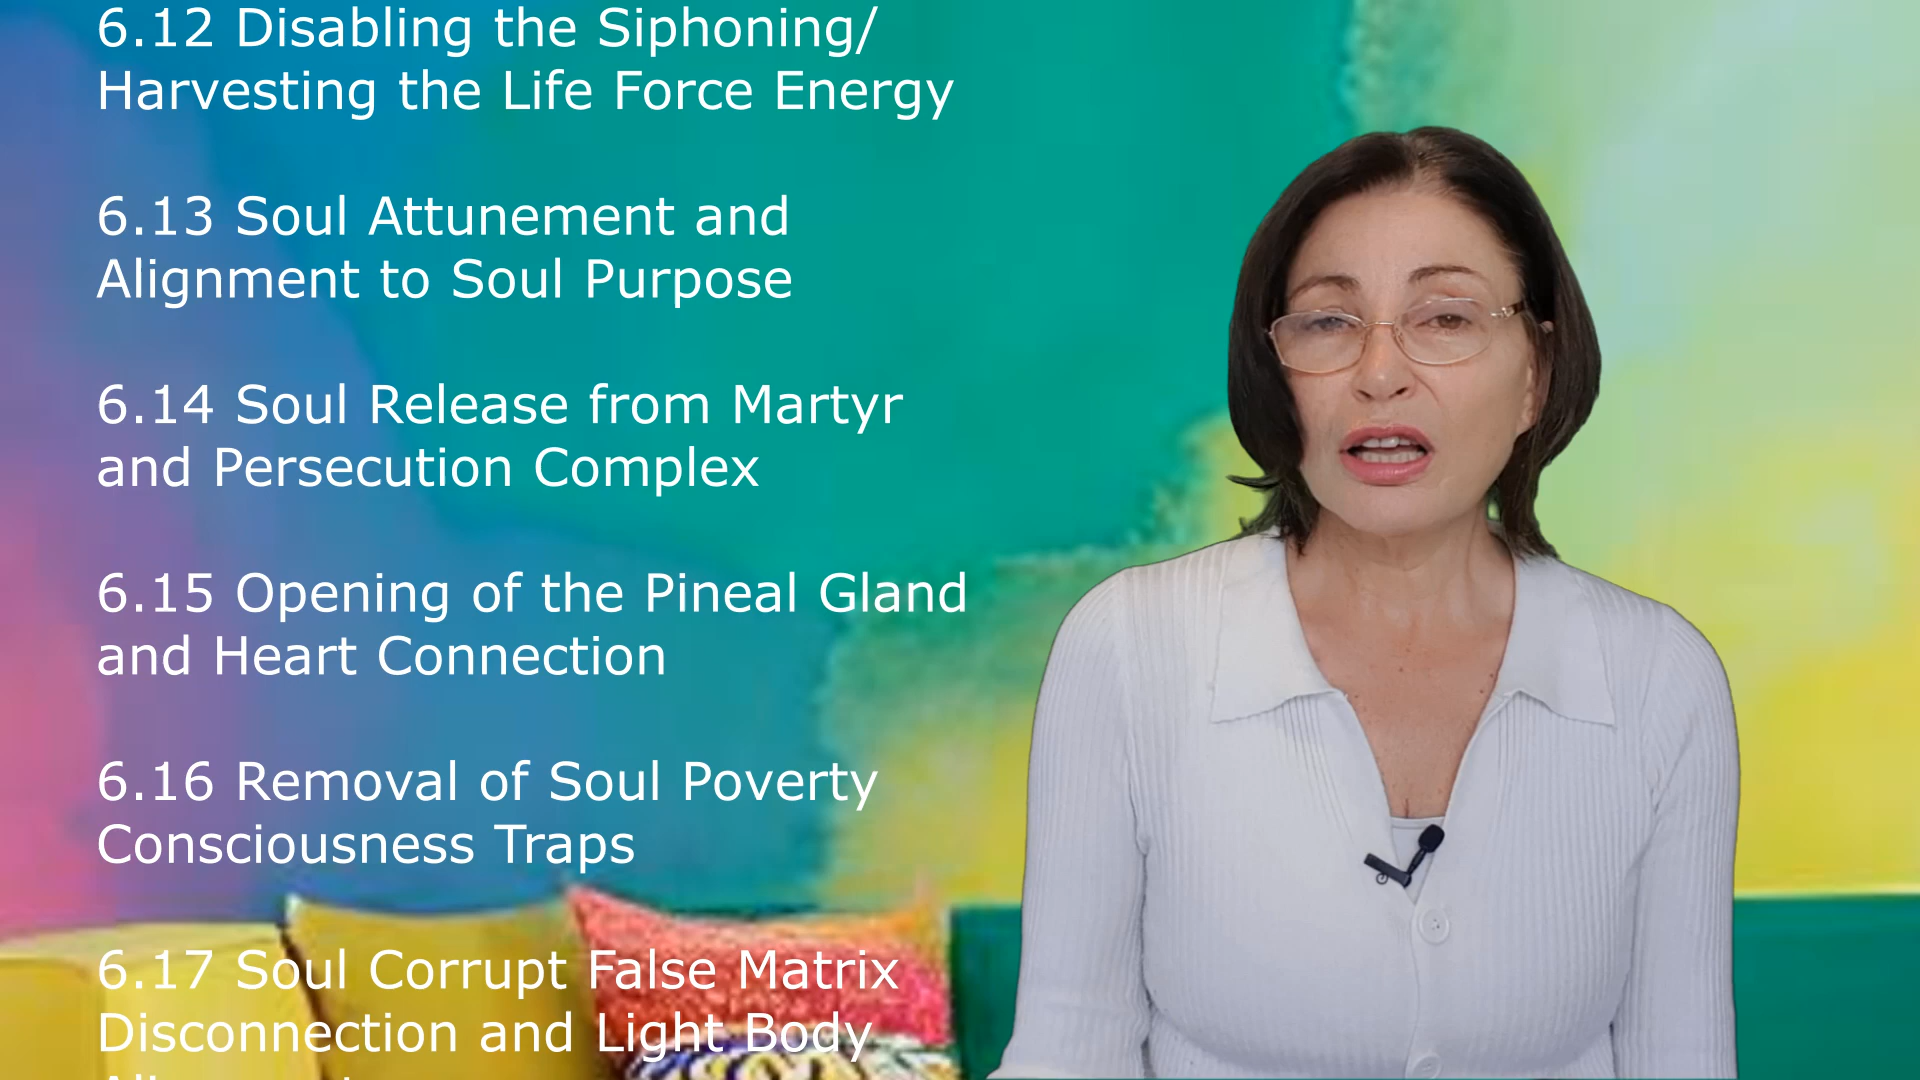 6.12 Disabling the Siphoning/
Harvesting the Life Force Energy
6.13 Soul Attunement and
Alignment to Soul Purpose
6.14 Soul Release from Martyr
and Persecution Complex
6.15 Opening of the Pineal Gland
and Heart Connection
6.16 Removal of Soul Poverty
Consciousness Traps
6.17 Soul Corrupt False Matrix
Disconnection and Light Body